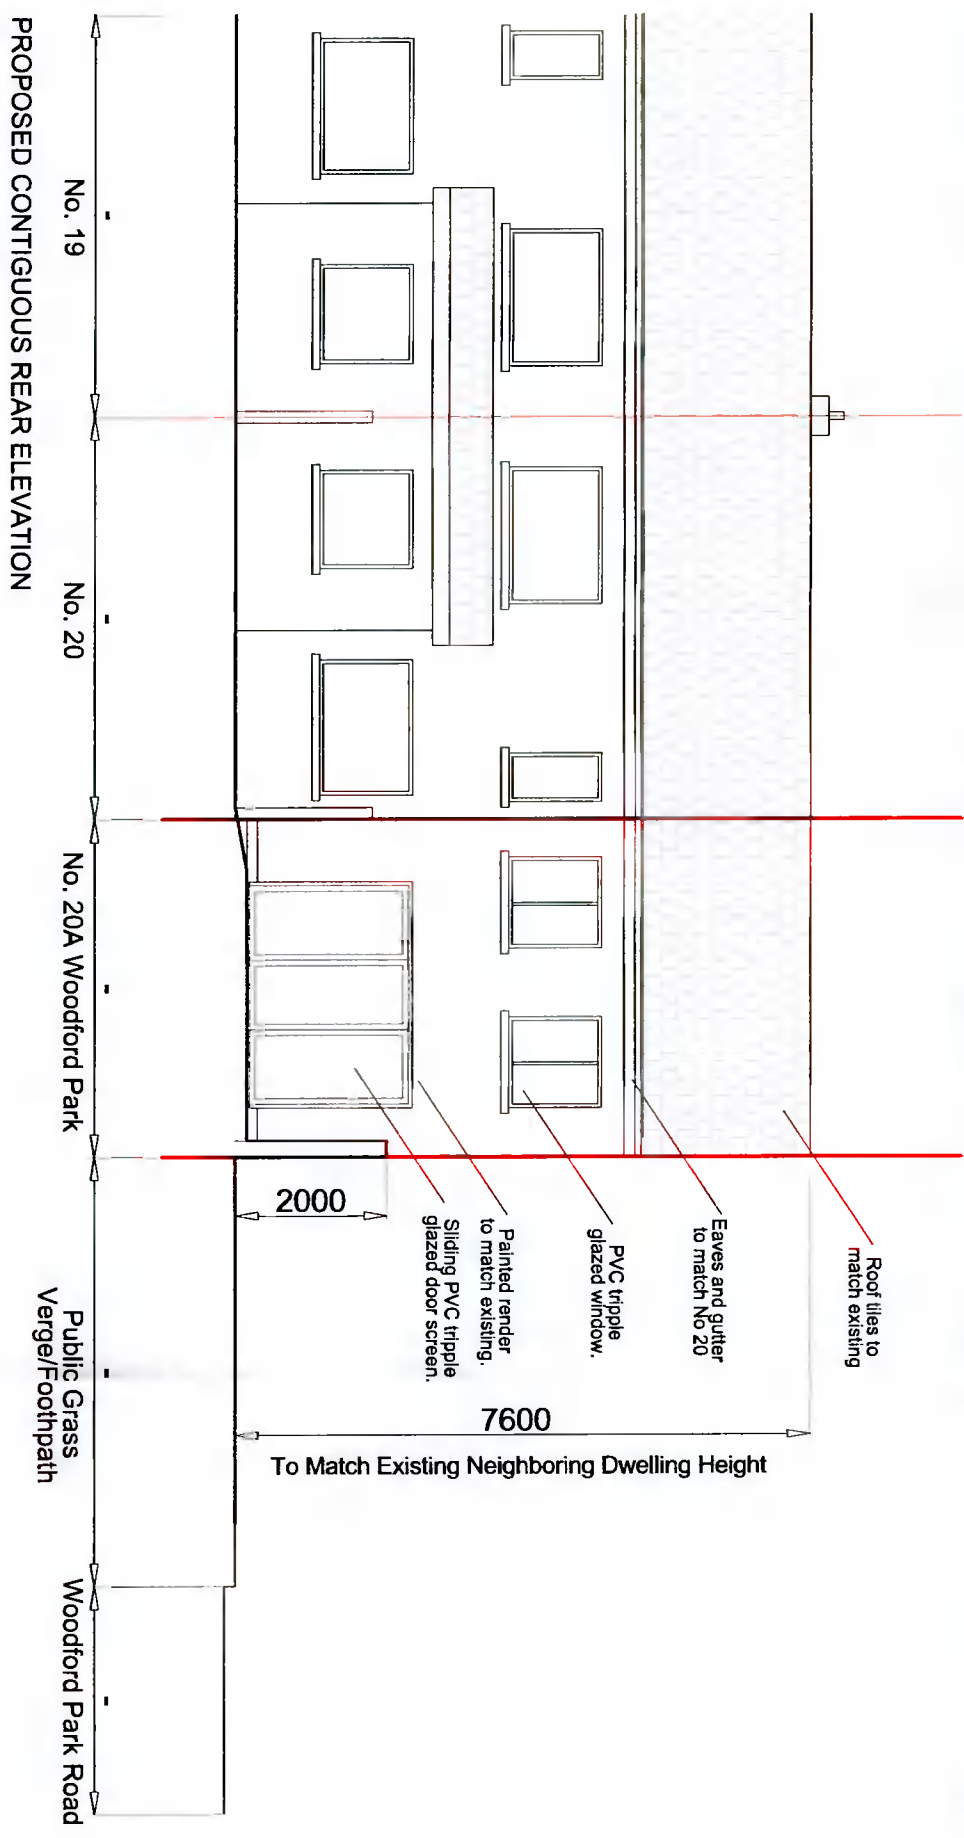 Roof tiles to
match existing
Eaves and gutter
to match No 20
PVC tripple
glazed window.
Painted render
to match existing.
Sliding PVC tripple
glazed door screen.
2000
7600
To Match Existing Neighboring Dwelling Height
No. 19
No. 20
No. 20A Woodford Park
Public Grass
Verge/Foothpath
Woodford Park Road
PROPOSED CONTIGUOUS REAR ELEVATION